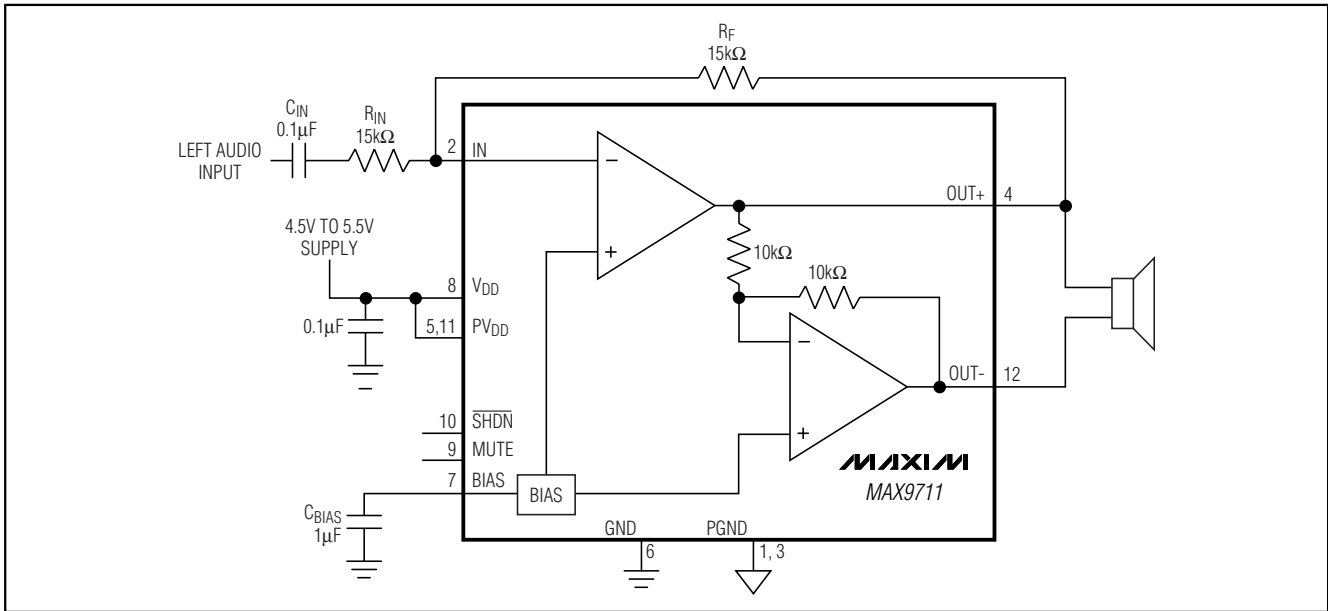 RF
15kΩ
CIN
0.1µF
RIN
15kΩ
LEFT AUDIO
INPUT
2
IN
−
+
OUT+
4
4.5V TO 5.5V
SUPPLY
10kΩ
10kΩ
8
VDD
0.1µF
5,11
PVDD
−
+
OUT-
12
10
SHDN
9
MUTE
7
BIAS
BIAS
MAXIM
MAX9711
CBIAS
1µF
GND
6
PGND
1, 3